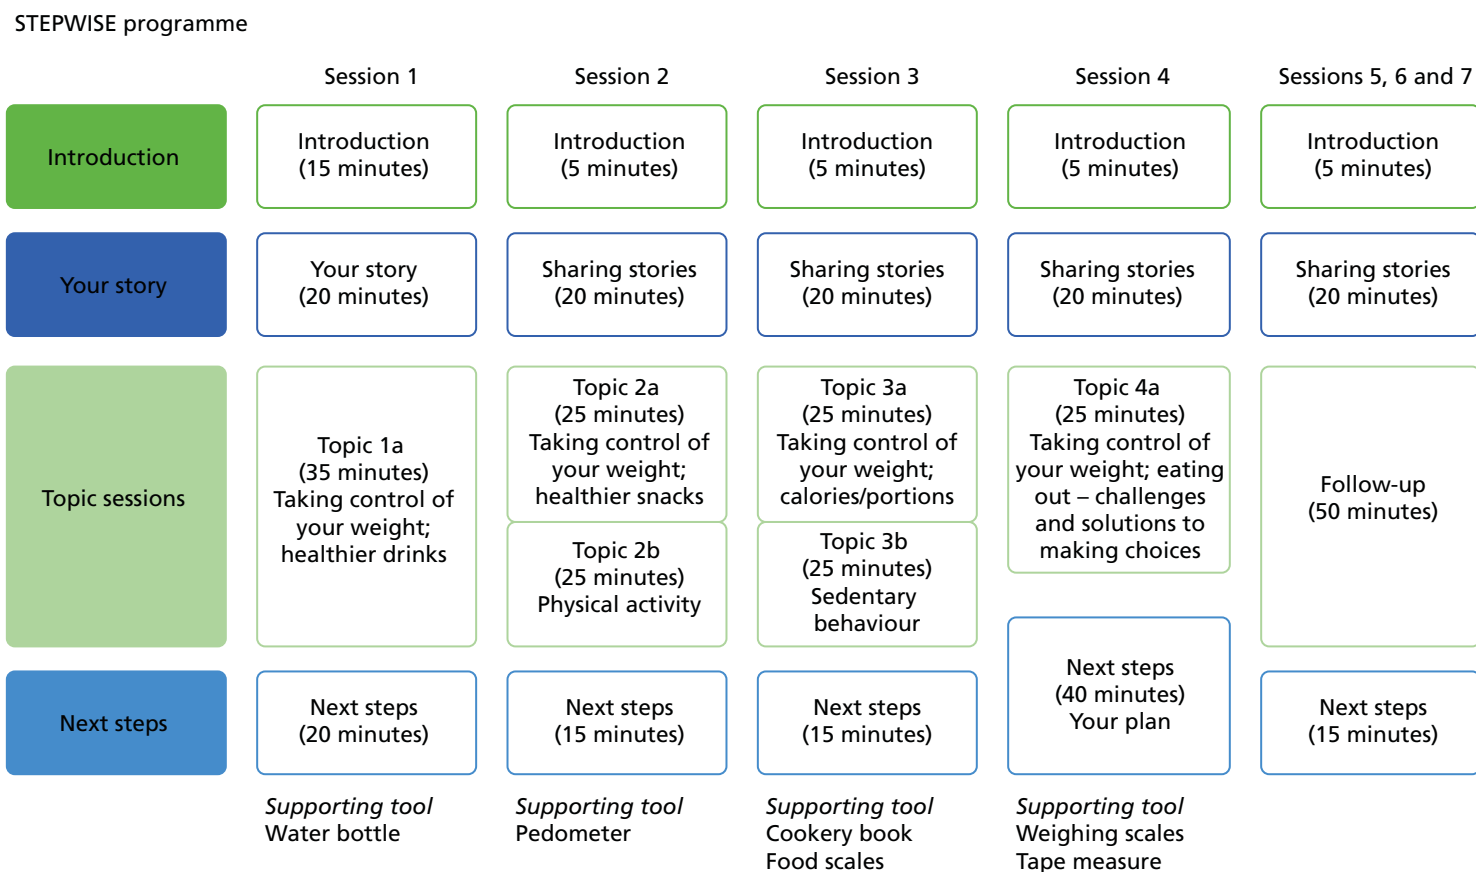 STEPWISE programme
Session 1
Session 2
Session 3
Session 4
Sessions 5, 6 and 7
Introduction
Introduction
(15 minutes)
Introduction
(5 minutes)
Introduction
(5 minutes)
Introduction
(5 minutes)
Introduction
(5 minutes)
Your story
Your story
(20 minutes)
Sharing stories
(20 minutes)
Sharing stories
(20 minutes)
Sharing stories
(20 minutes)
Sharing stories
(20 minutes)
Topic sessions
Topic 1a
(35 minutes)
Taking control of
your weight;
healthier drinks
Topic 2a
(25 minutes)
Taking control of
your weight;
healthier snacks
Topic 2b
(25 minutes)
Physical activity
Topic 3a
(25 minutes)
Taking control of
your weight;
calories/portions
Topic 3b
(25 minutes)
Sedentary
behaviour
Topic 4a
(25 minutes)
Taking control of
your weight; eating
out – challenges
and solutions to
making choices
Follow-up
(50 minutes)
Next steps
Next steps
(20 minutes)
Next steps
(15 minutes)
Next steps
(15 minutes)
Next steps
(40 minutes)
Your plan
Next steps
(15 minutes)
Supporting tool
Water bottle
Supporting tool
Pedometer
Supporting tool
Cookery book
Food scales
Supporting tool
Weighing scales
Tape measure